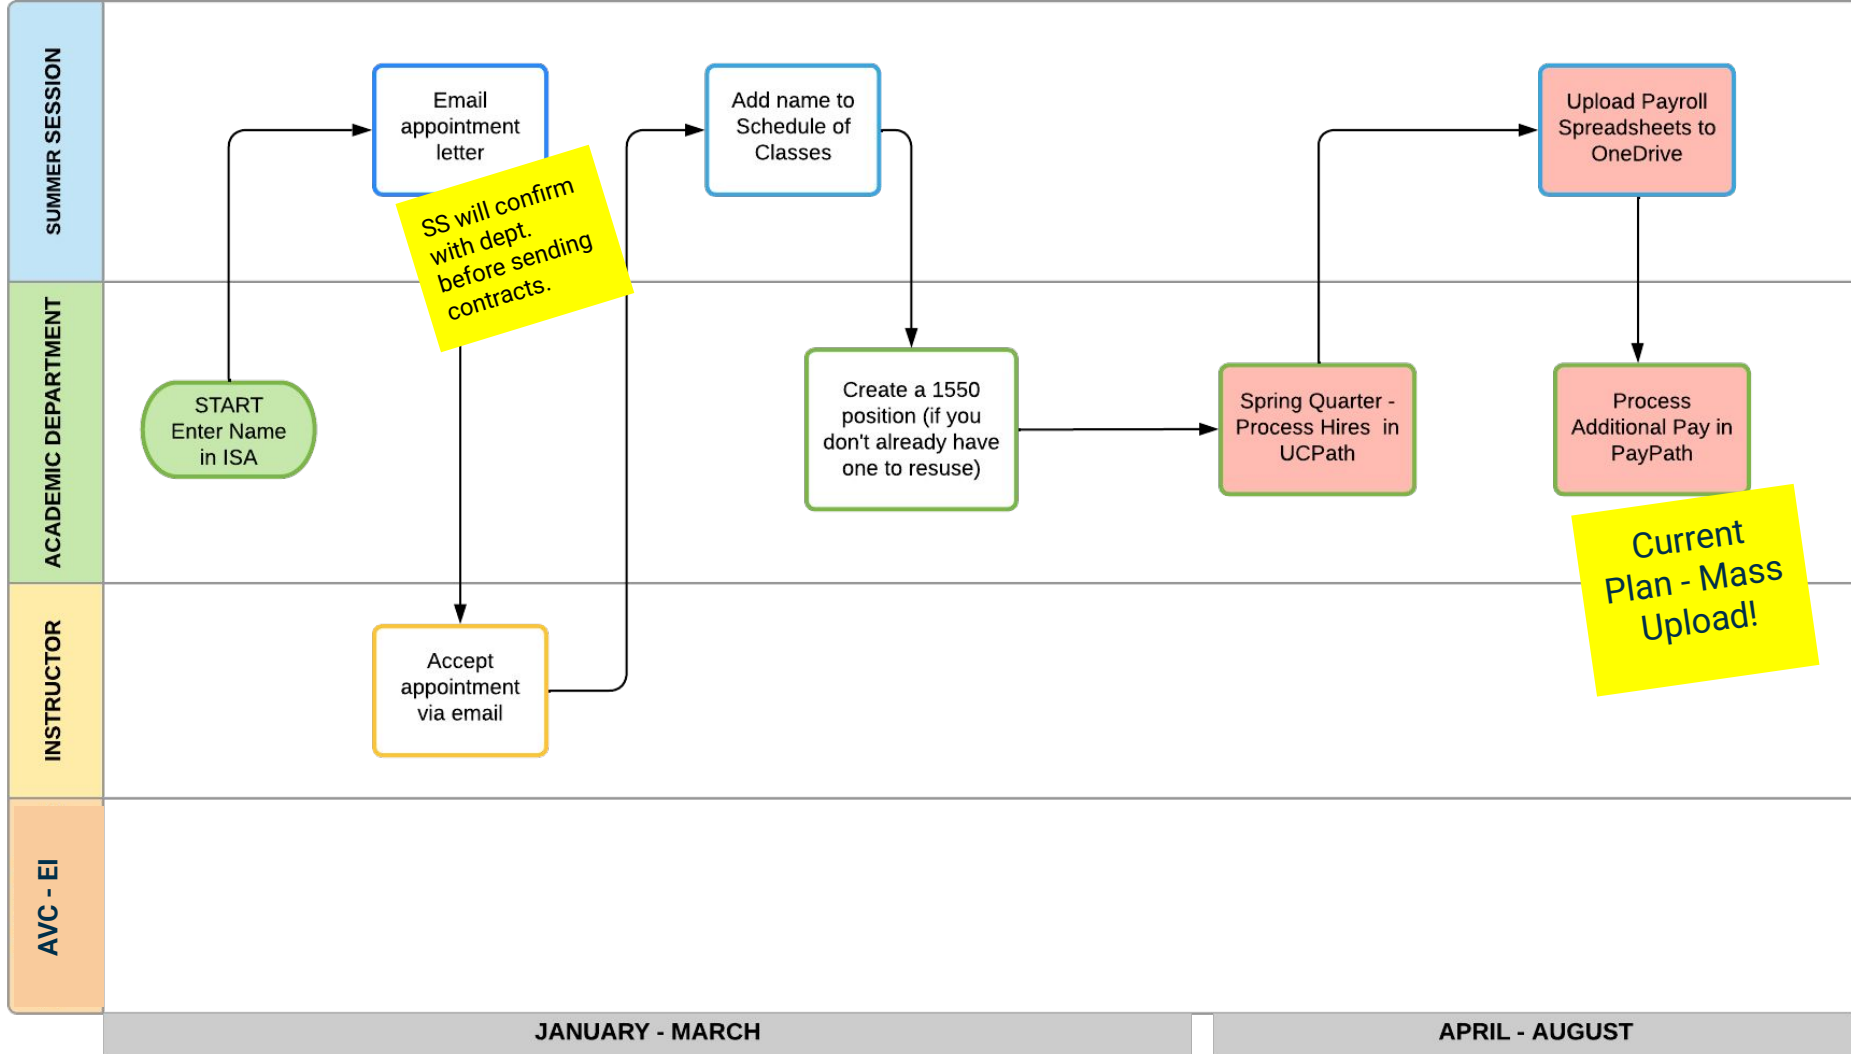 SUMMER SESSION
Email
appointment
letter
SS will confirm
with dept.
before sending
contracts.
Add name to
Schedule of
Classes
Upload Payroll
Spreadsheets to
OneDrive
ACADEMIC DEPARTMENT
START
Enter Name
in ISA
Create a 1550
position (if you
don't already have
one to resuse)
Spring Quarter -
Process Hires in
UCPath
Process
Additional Pay in
PayPath
Current
Plan - Mass
Upload!
INSTRUCTOR
Accept
appointment
via email
AVC - EI
JANUARY - MARCH
APRIL - AUGUST